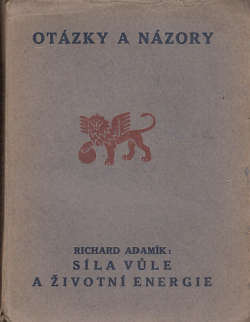 OTÁZKY A NÁZORY
RICHARD ADAMÍK:
SÍLA VŮLE
A ŽIVOTNÍ ENERGIE